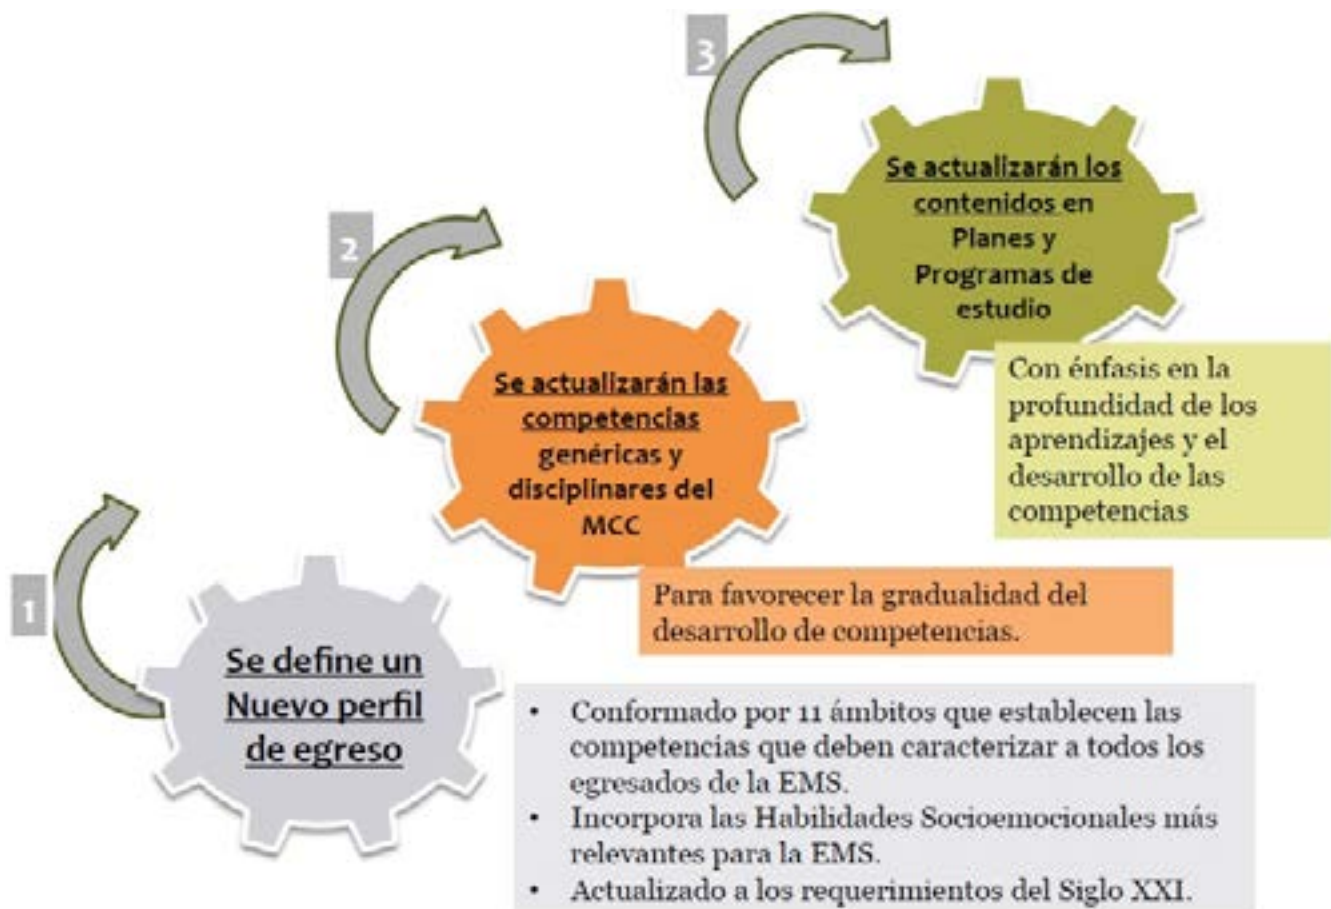 1
Se define un
Nuevo perfil
de egreso
• Conformado por 11 ámbitos que establecen las
competencias que deben caracterizar a todos los
egresados de la EMS.
• Incorpora las Habilidades Socioemocionales más
relevantes para la EMS.
• Actualizado a los requerimientos del Siglo XXI.
2
Se actualizarán las
competencias
genéricas y
disciplinares del
MCC
Para favorecer la gradualidad del
desarrollo de competencias.
3
Se actualizarán los
contenidos en
Planes y
Programas de
estudio
Con énfasis en la
profundidad de los
aprendizajes y el
desarrollo de las
competencias